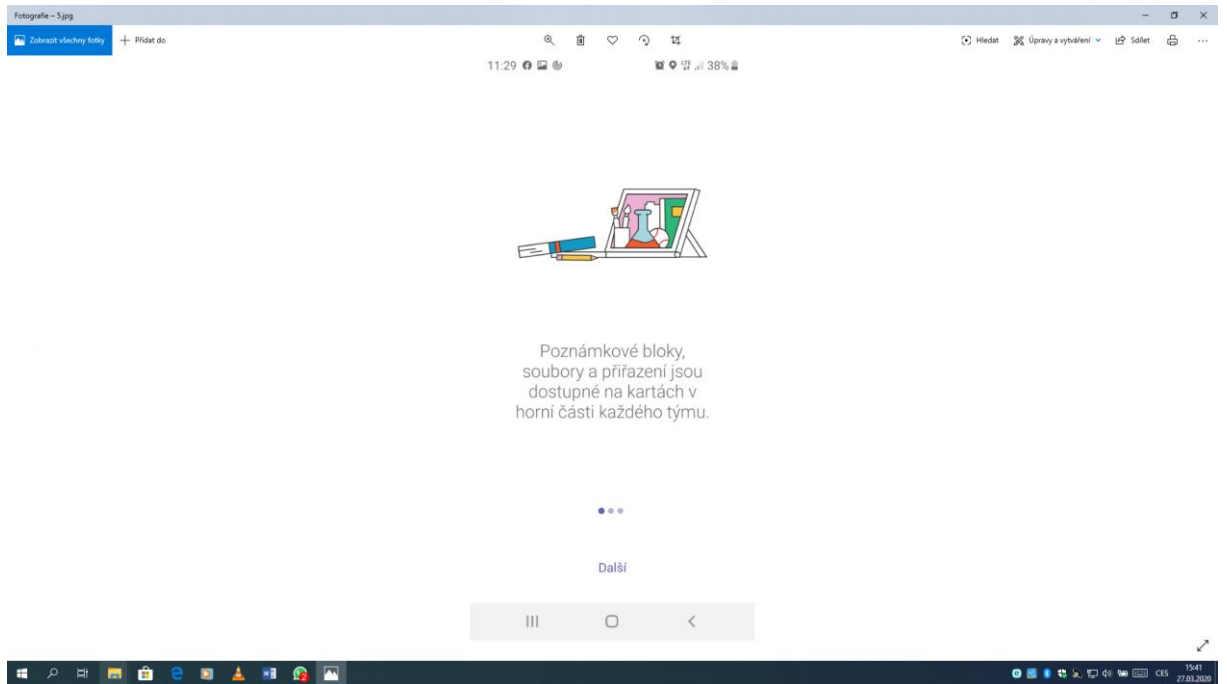 Fotografie – 5.jpg
Zobrazit všechny fotky
Přidat do
Hledat
Úpravy a vytváření
Sdílet
11:29
LTE
38%
Poznámkové bloky,
soubory a přiřazení jsou
dostupné na kartách v
horní části každého týmu.
Další
CES
15:41
27.03.2020